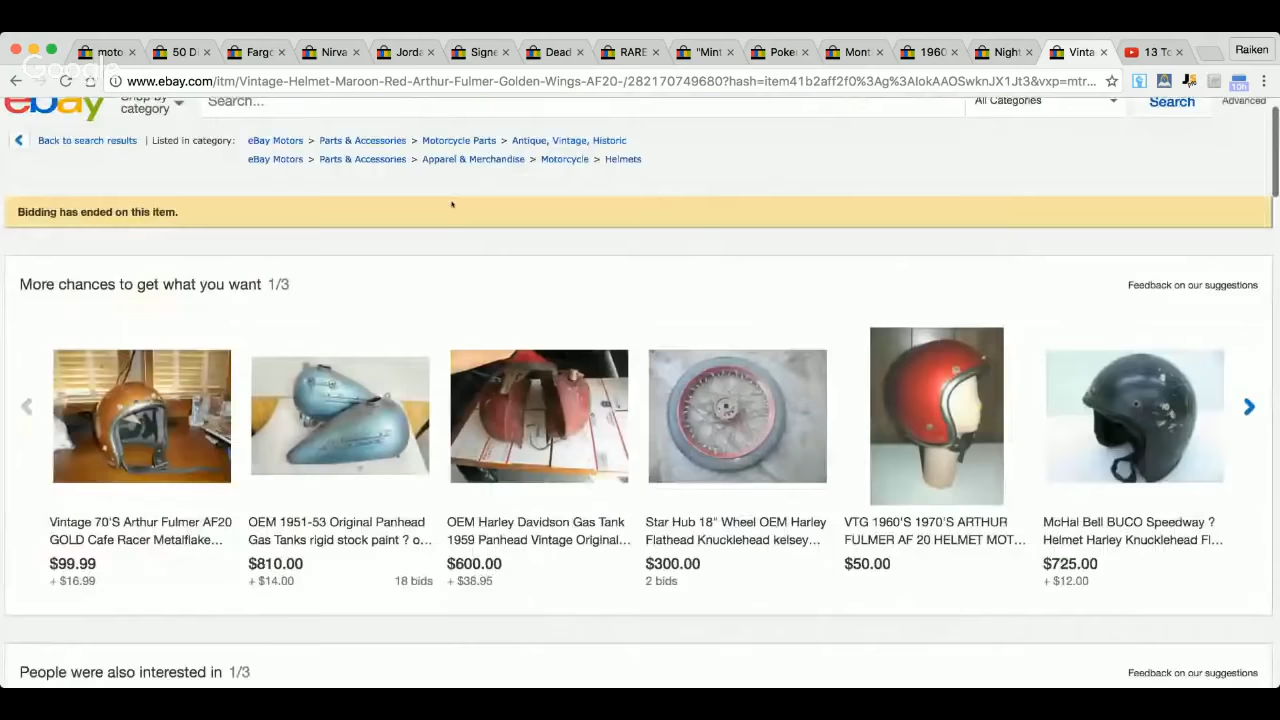 moto
50 D
Fargo
Nirva
Jorda
Signe
Dead
RARE
"Mint
Poke
Mont
1960
Night
Vinta
13 To
Raiken
Google
www.ebay.com/itm/Vintage-Helmet-Maroon-Red-Arthur-Fulmer-Golden-Wings-AF20-/282170749680?hash=item41b2aff2f0%3Ag%3AlokAAOSwknJX1Jt3&vxp=mtr...
10h
ebay
Shop by
category
Search...
All Categories
Search
Advanced
Back to search results | Listed in category: eBay Motors > Parts & Accessories > Motorcycle Parts > Antique, Vintage, Historic
eBay Motors > Parts & Accessories > Apparel & Merchandise > Motorcycle > Helmets
Bidding has ended on this item.
More chances to get what you want 1/3
Feedback on our suggestions
Vintage 70'S Arthur Fulmer AF20
GOLD Cafe Racer Metalflake...
$99.99
+ $16.99
OEM 1951-53 Original Panhead
Gas Tanks rigid stock paint ? o...
$810.00
+ $14.00 18 bids
OEM Harley Davidson Gas Tank
1959 Panhead Vintage Original...
$600.00
+ $38.95
Star Hub 18" Wheel OEM Harley
Flathead Knucklehead kelsey...
$300.00
2 bids
VTG 1960'S 1970'S ARTHUR
FULMER AF 20 HELMET MOT...
$50.00
McHal Bell BUCO Speedway ?
Helmet Harley Knucklehead Fl...
$725.00
+ $12.00
People were also interested in 1/3
Feedback on our suggestions